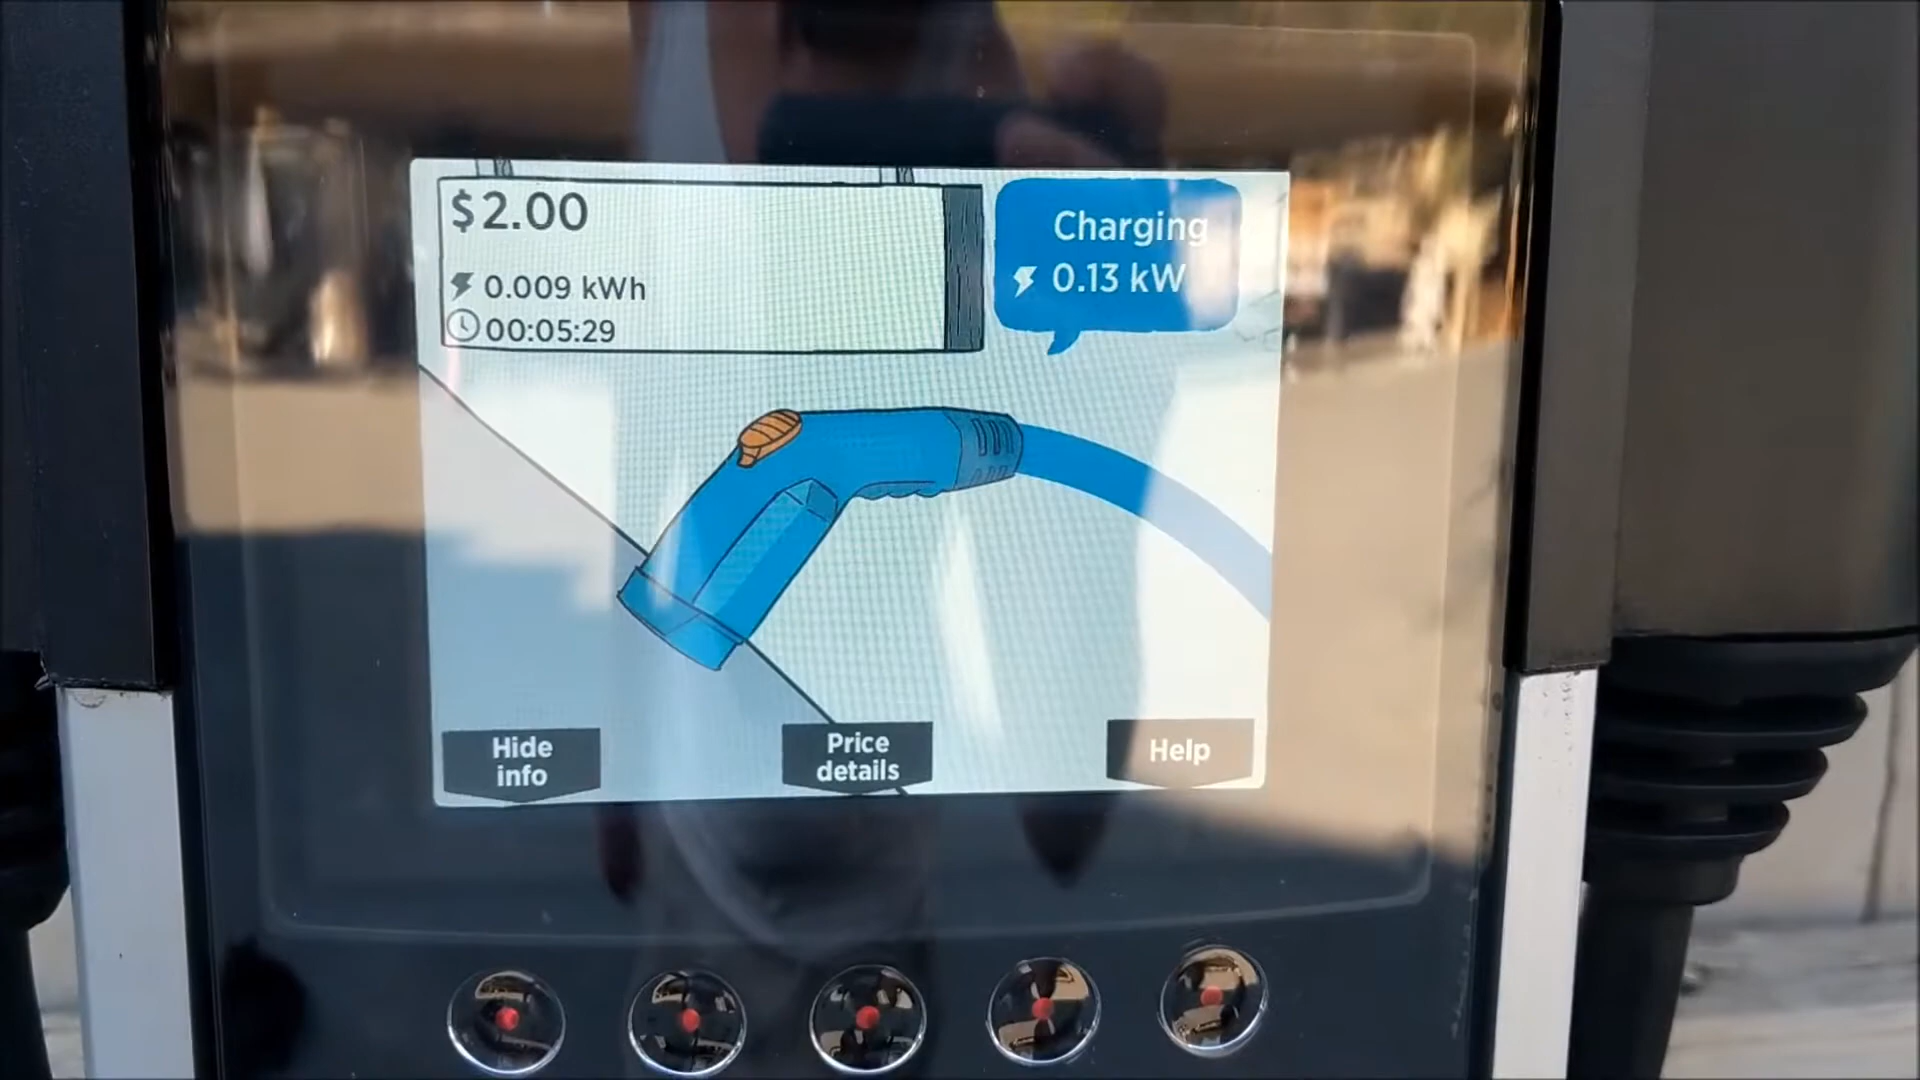 $2.00
0.009 kWh
00:05:29
Charging
0.13 kW
Hide
info
Price
details
Help